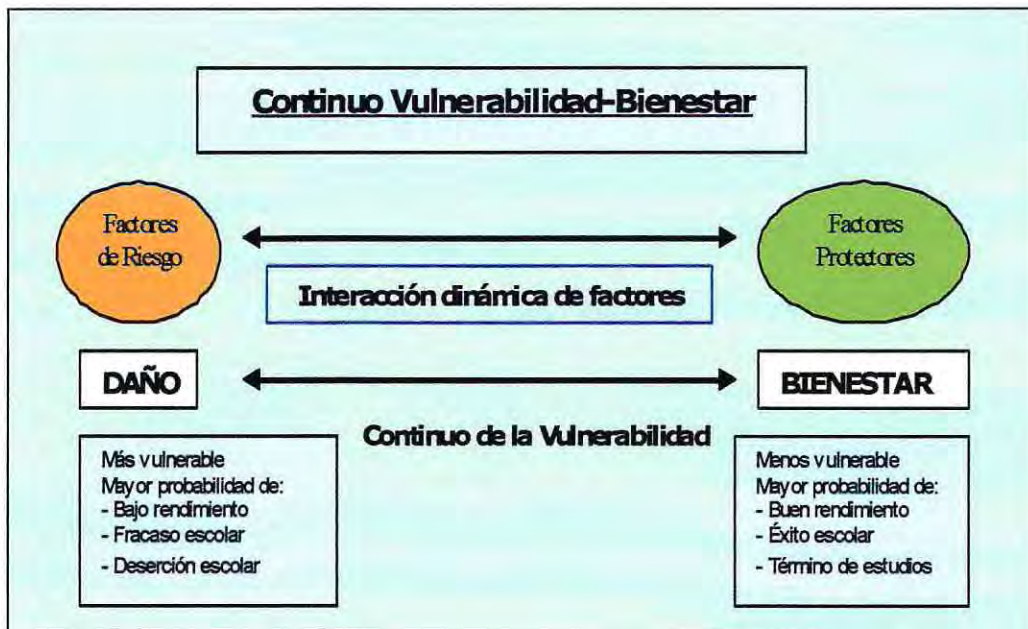 Continuo Vulnerabilidad-Bienestar
Factores
de Riesgo
Factores
Protectores
Interacción dinámica de factores
DAÑO
BIENESTAR
Continuo de la Vulnerabilidad
Más vulnerable
Mayor probabilidad de:
- Bajo rendimiento
- Fracaso escolar
- Deserción escolar
Menos vulnerable
Mayor probabilidad de:
- Buen rendimiento
- Éxito escolar
- Término de estudios